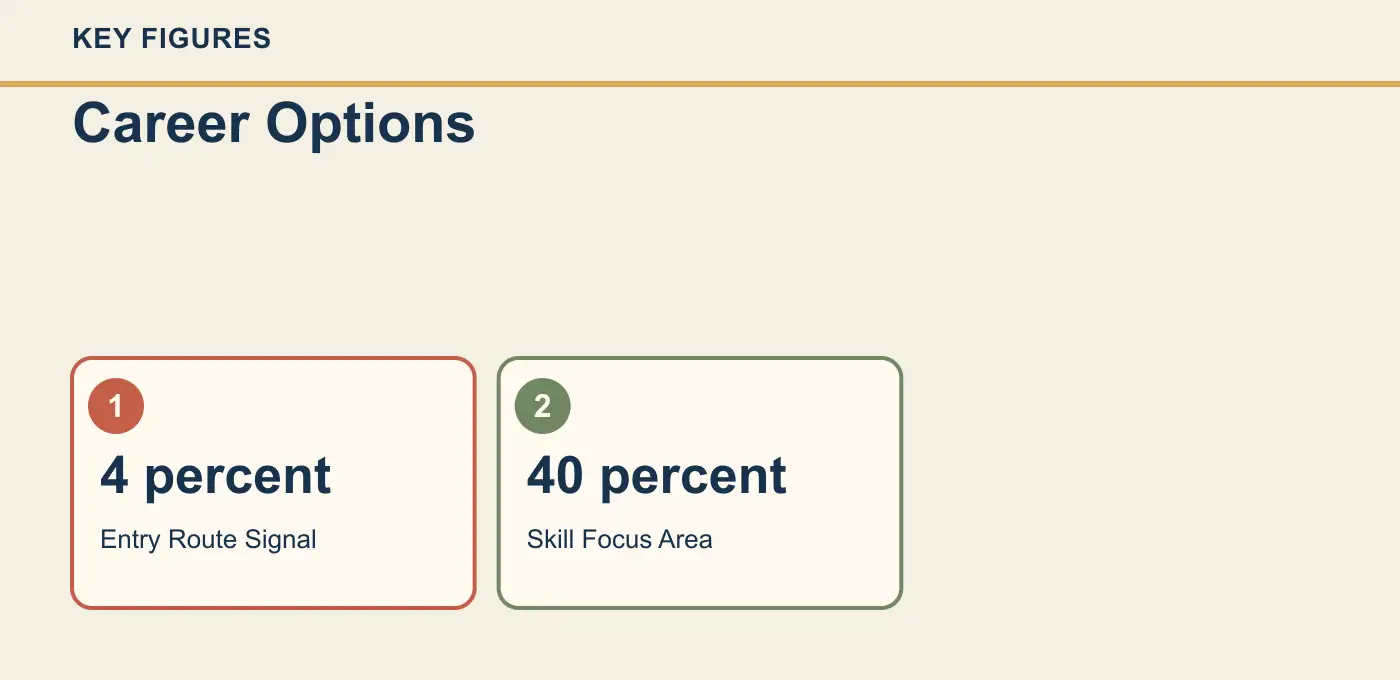 KEY FIGURES
Career Options
1
4 percent
Entry Route Signal
2
40 percent
Skill Focus Area